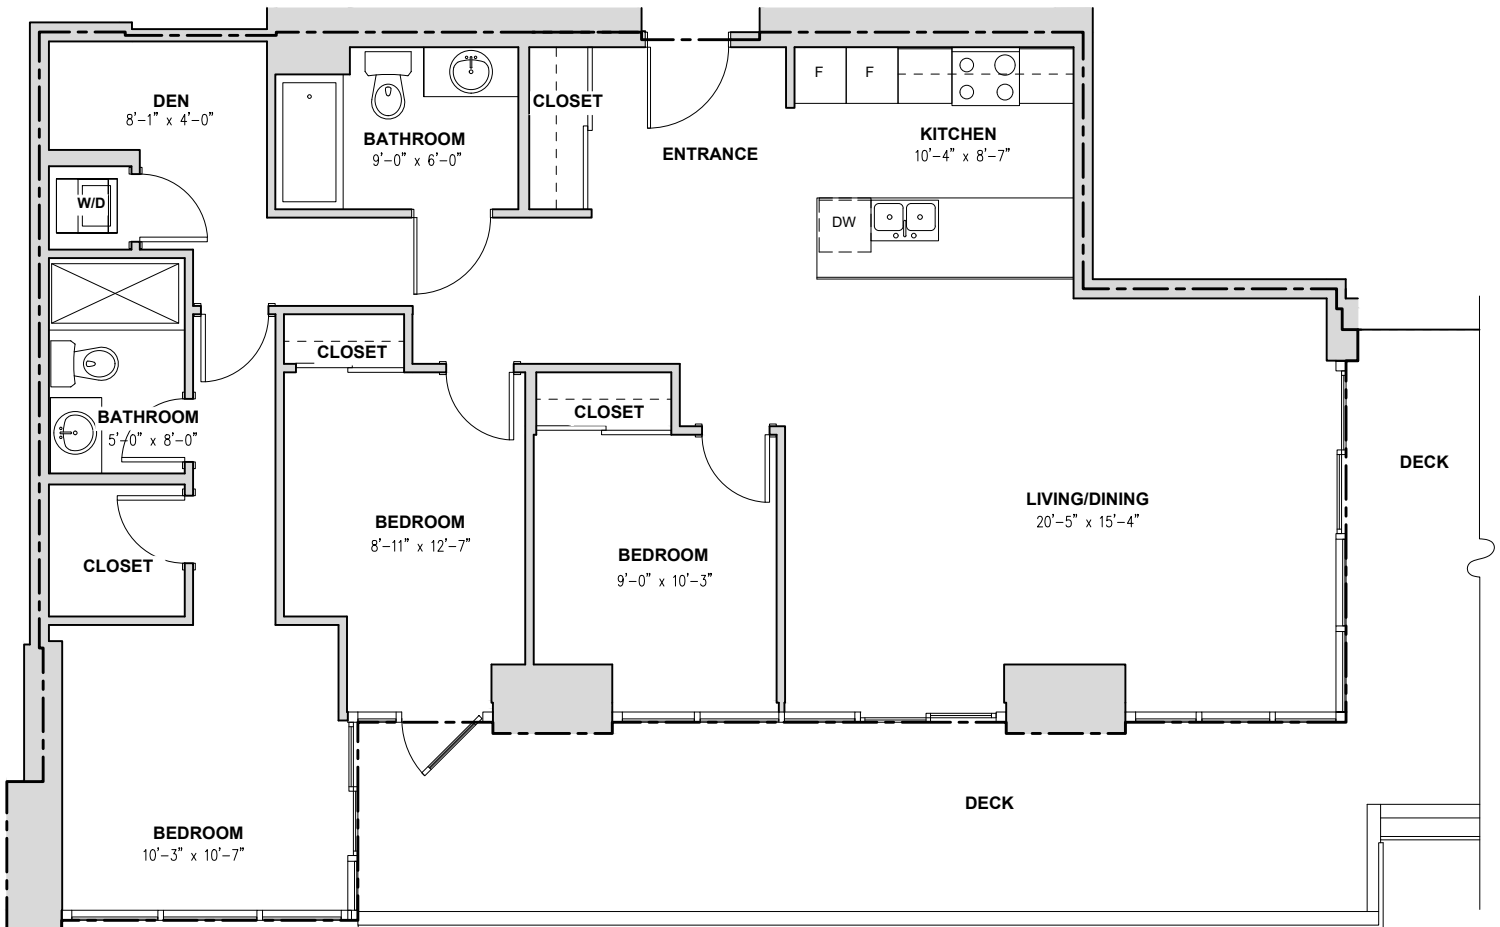 DEN
8'-1" x 4'-0"
BATHROOM
9'-0" x 6'-0"
CLOSET
ENTRANCE
F
F
KITCHEN
10'-4" x 8'-7"
W/D
DW
CLOSET
BATHROOM
5'-0" x 8'-0"
CLOSET
DECK
BEDROOM
8'-11" x 12'-7"
LIVING/DINING
20'-5" x 15'-4"
CLOSET
BEDROOM
9'-0" x 10'-3"
DECK
BEDROOM
10'-3" x 10'-7"